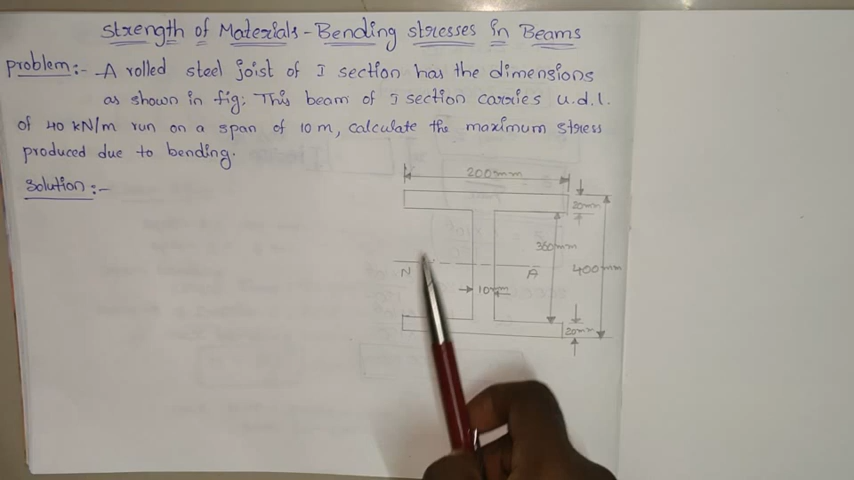 Strength of Materials - Bending stresses in Beams
problem:- A rolled steel joist of I section has the dimensions
as shown in fig: This beam of I section carries u.d.l.
of 40 kN/m run on a span of 10 m, calculate the maximum stress
produced due to bending.
Solution:-
200mm
20mm
360mm
N
A
400mm
10mm
20mm